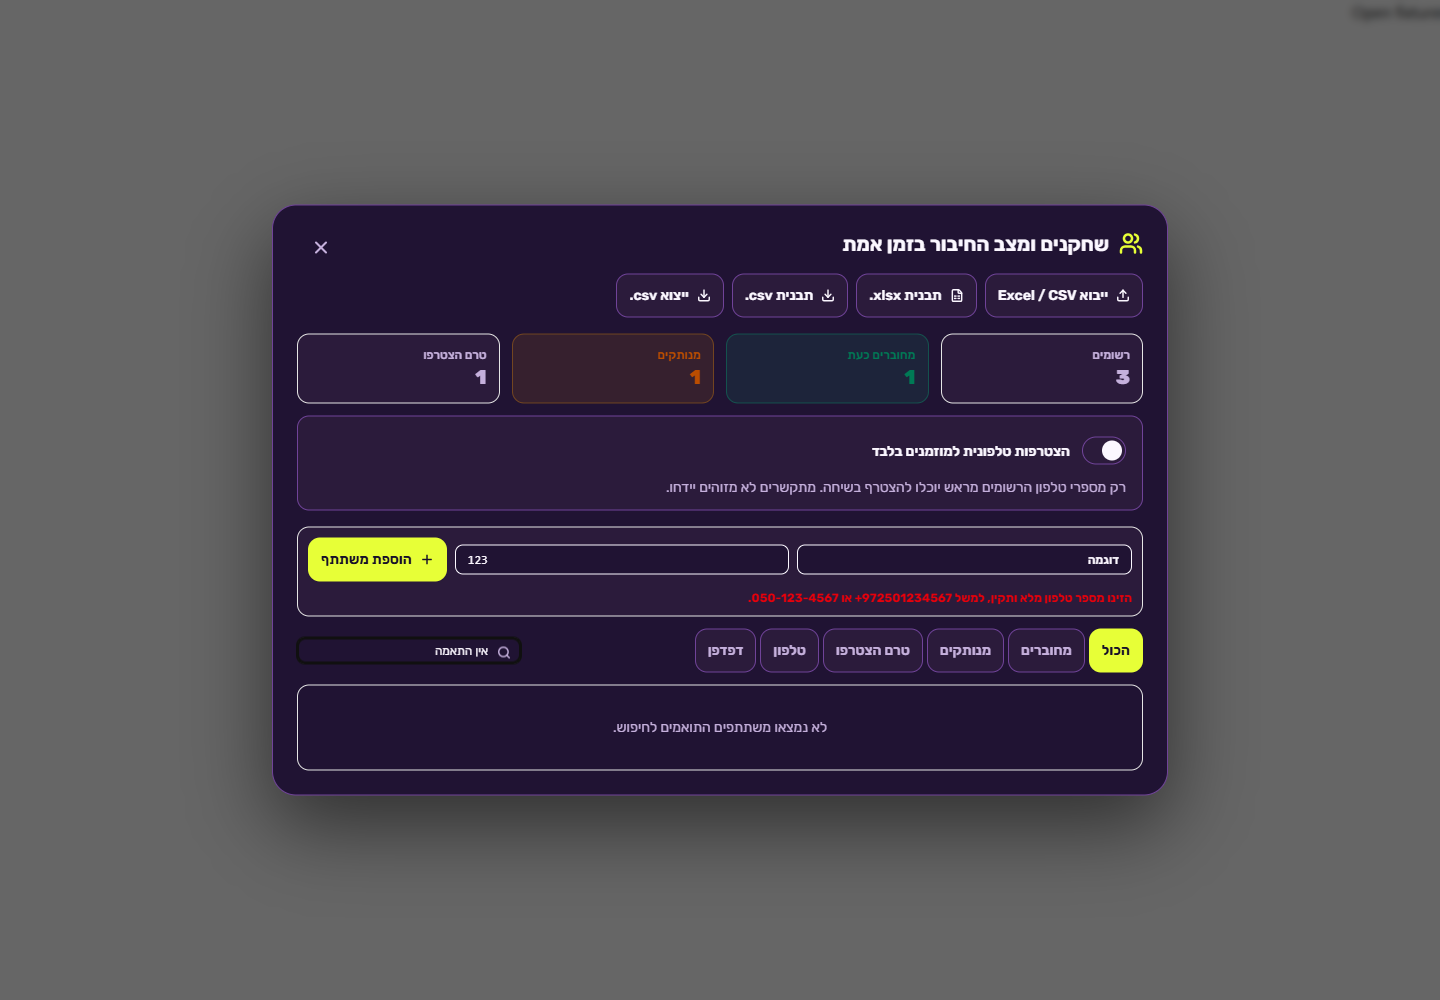 שחקנים ומצב החיבור בזמן אמת
ייבוא Excel / CSV
תבנית xlsx.
תבנית csv.
ייצוא csv.
רשומים
3
מחוברים כעת
1
מנותקים
1
טרם הצטרפו
1
הצטרפות טלפונית למוזמנים בלבד
רק מספרי טלפון הרשומים מראש יוכלו להצטרף בשיחה. מתקשרים לא מזוהים יידחו.
דוגמה
123
הוספת משתתף
הזינו מספר טלפון מלא ותקין, למשל 972501234567+ או 050-123-4567.
הכול
מחוברים
מנותקים
טרם הצטרפו
טלפון
דפדפן
אין התאמה
לא נמצאו משתתפים התואמים לחיפוש.